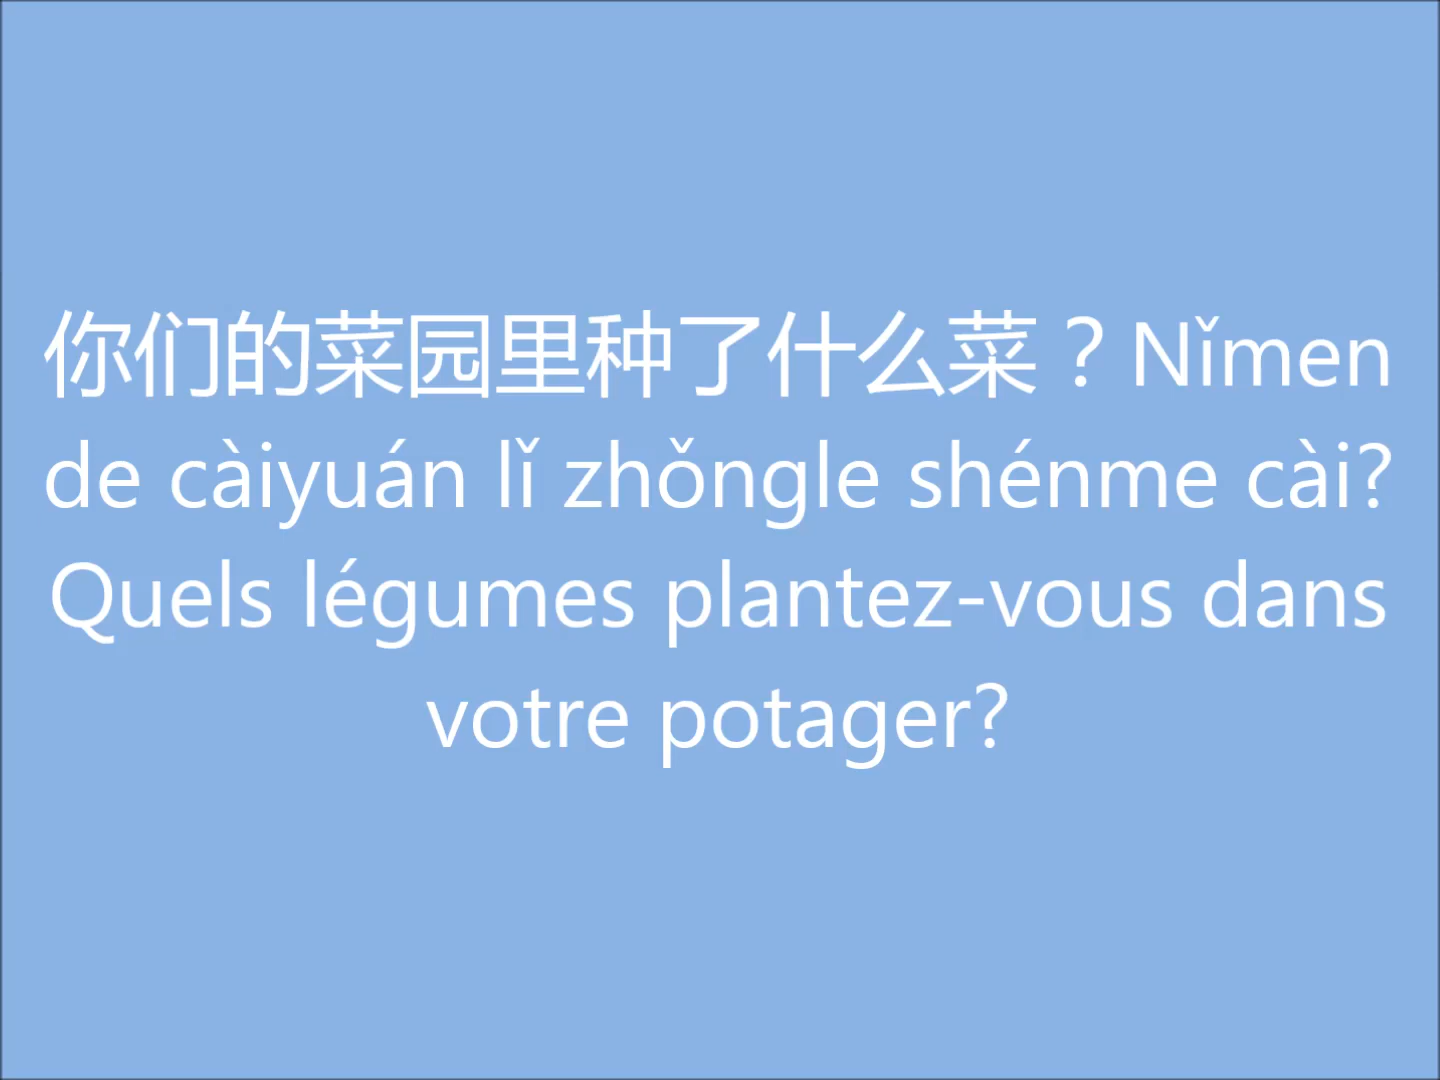 你们的菜园里种了什么菜？Nǐmen
de càiyuán lǐ zhǒngle shénme cài?
Quels légumes plantez-vous dans
votre potager?